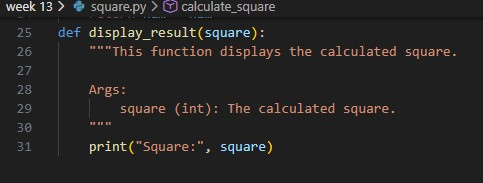 week 13 > square.py > calculate_square
25 def display_result(square):
26 """This function displays the calculated square.
27
28 Args:
29 square (int): The calculated square.
30 """
31 print("Square:", square)